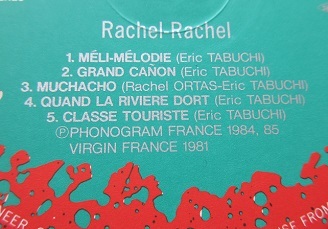 Rachel-Rachel
1. MÉLI-MÉLODIE (Eric TABUCHI)
2. GRAND CAÑON (Eric TABUCHI)
3. MUCHACHO (Rachel ORTAS-Eric TABUCHI)
4. QUAND LA RIVIERE DORT (Eric TABUCHI)
5. CLASSE TOURISTE (Eric TABUCHI)
ⓅPHONOGRAM FRANCE 1984, 85
VIRGIN FRANCE 1981